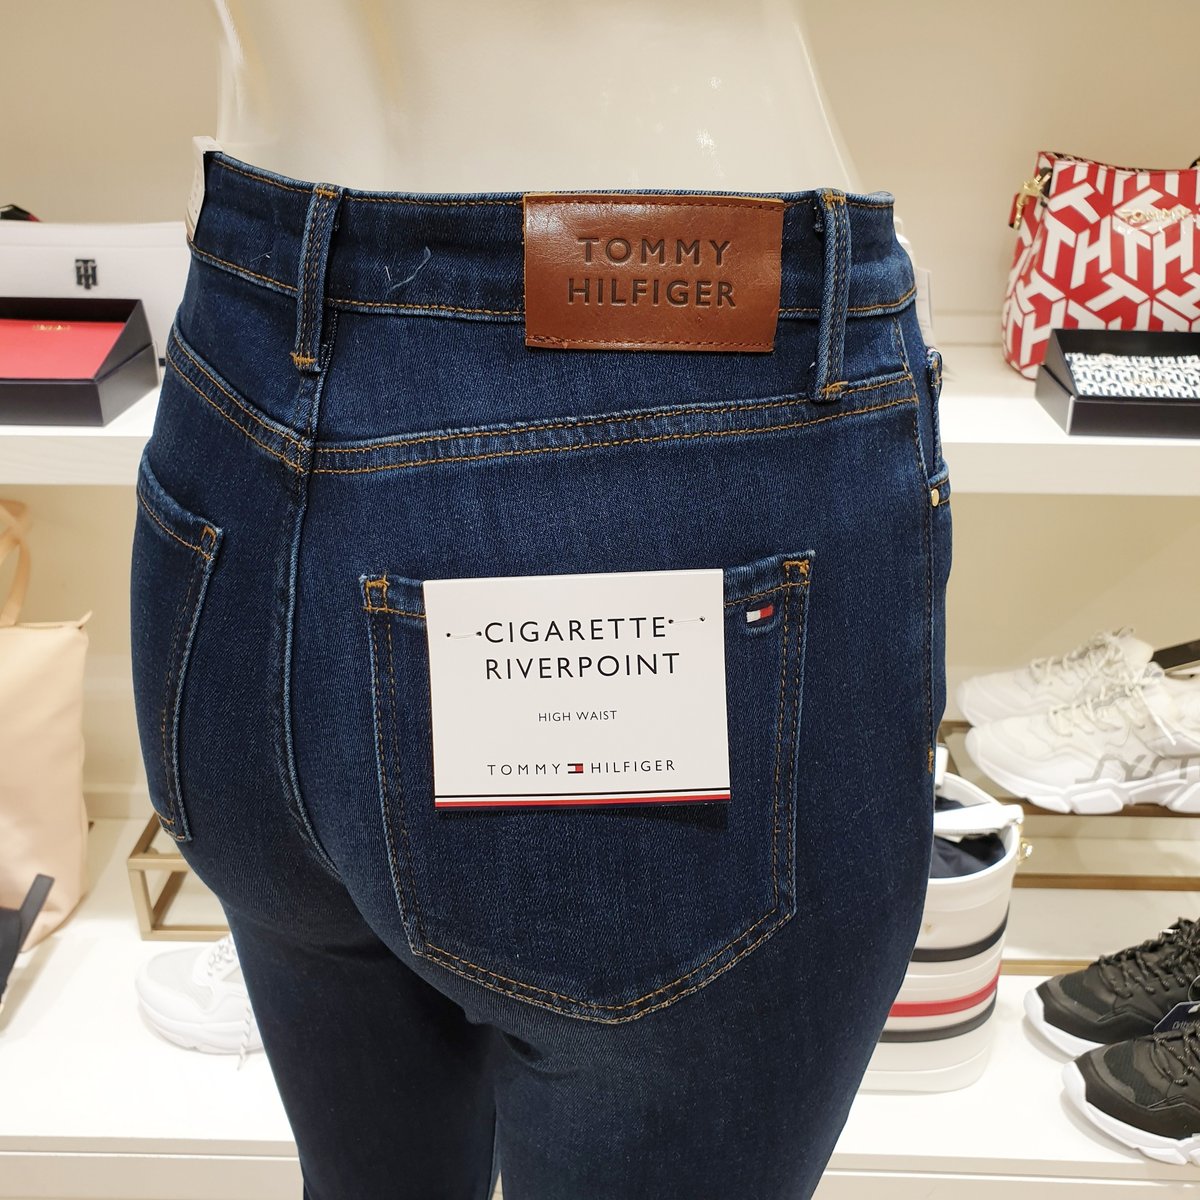 TOMMY
HILFIGER
CIGARETTE
RIVERPOINT
HIGH WAIST
TOMMY HILFIGER